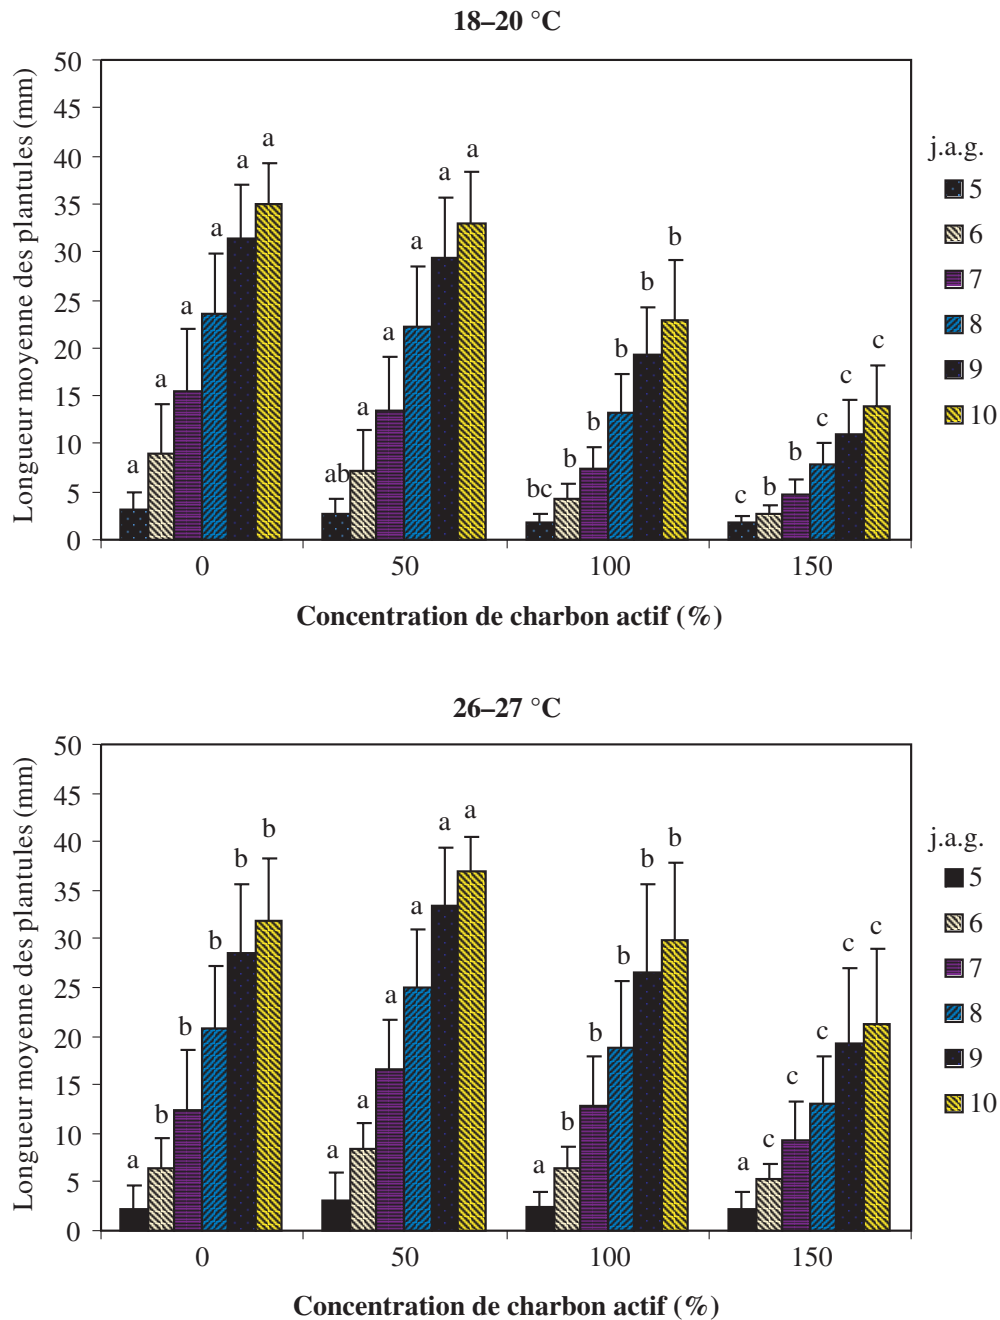 18–20 °C
Longueur moyenne des plantules (mm)
50
45
40
35
30
25
20
15
10
5
0
a a a a a a
ab a a a a a
bc b b b b b
c b b c c c
0 50 100 150
Concentration de charbon actif (%)
j.a.g.
5
6
7
8
9
10
26–27 °C
Longueur moyenne des plantules (mm)
50
45
40
35
30
25
20
15
10
5
0
a b b b b b
a a a a a a
a b b b b b
a c c c c c
0 50 100 150
Concentration de charbon actif (%)
j.a.g.
5
6
7
8
9
10